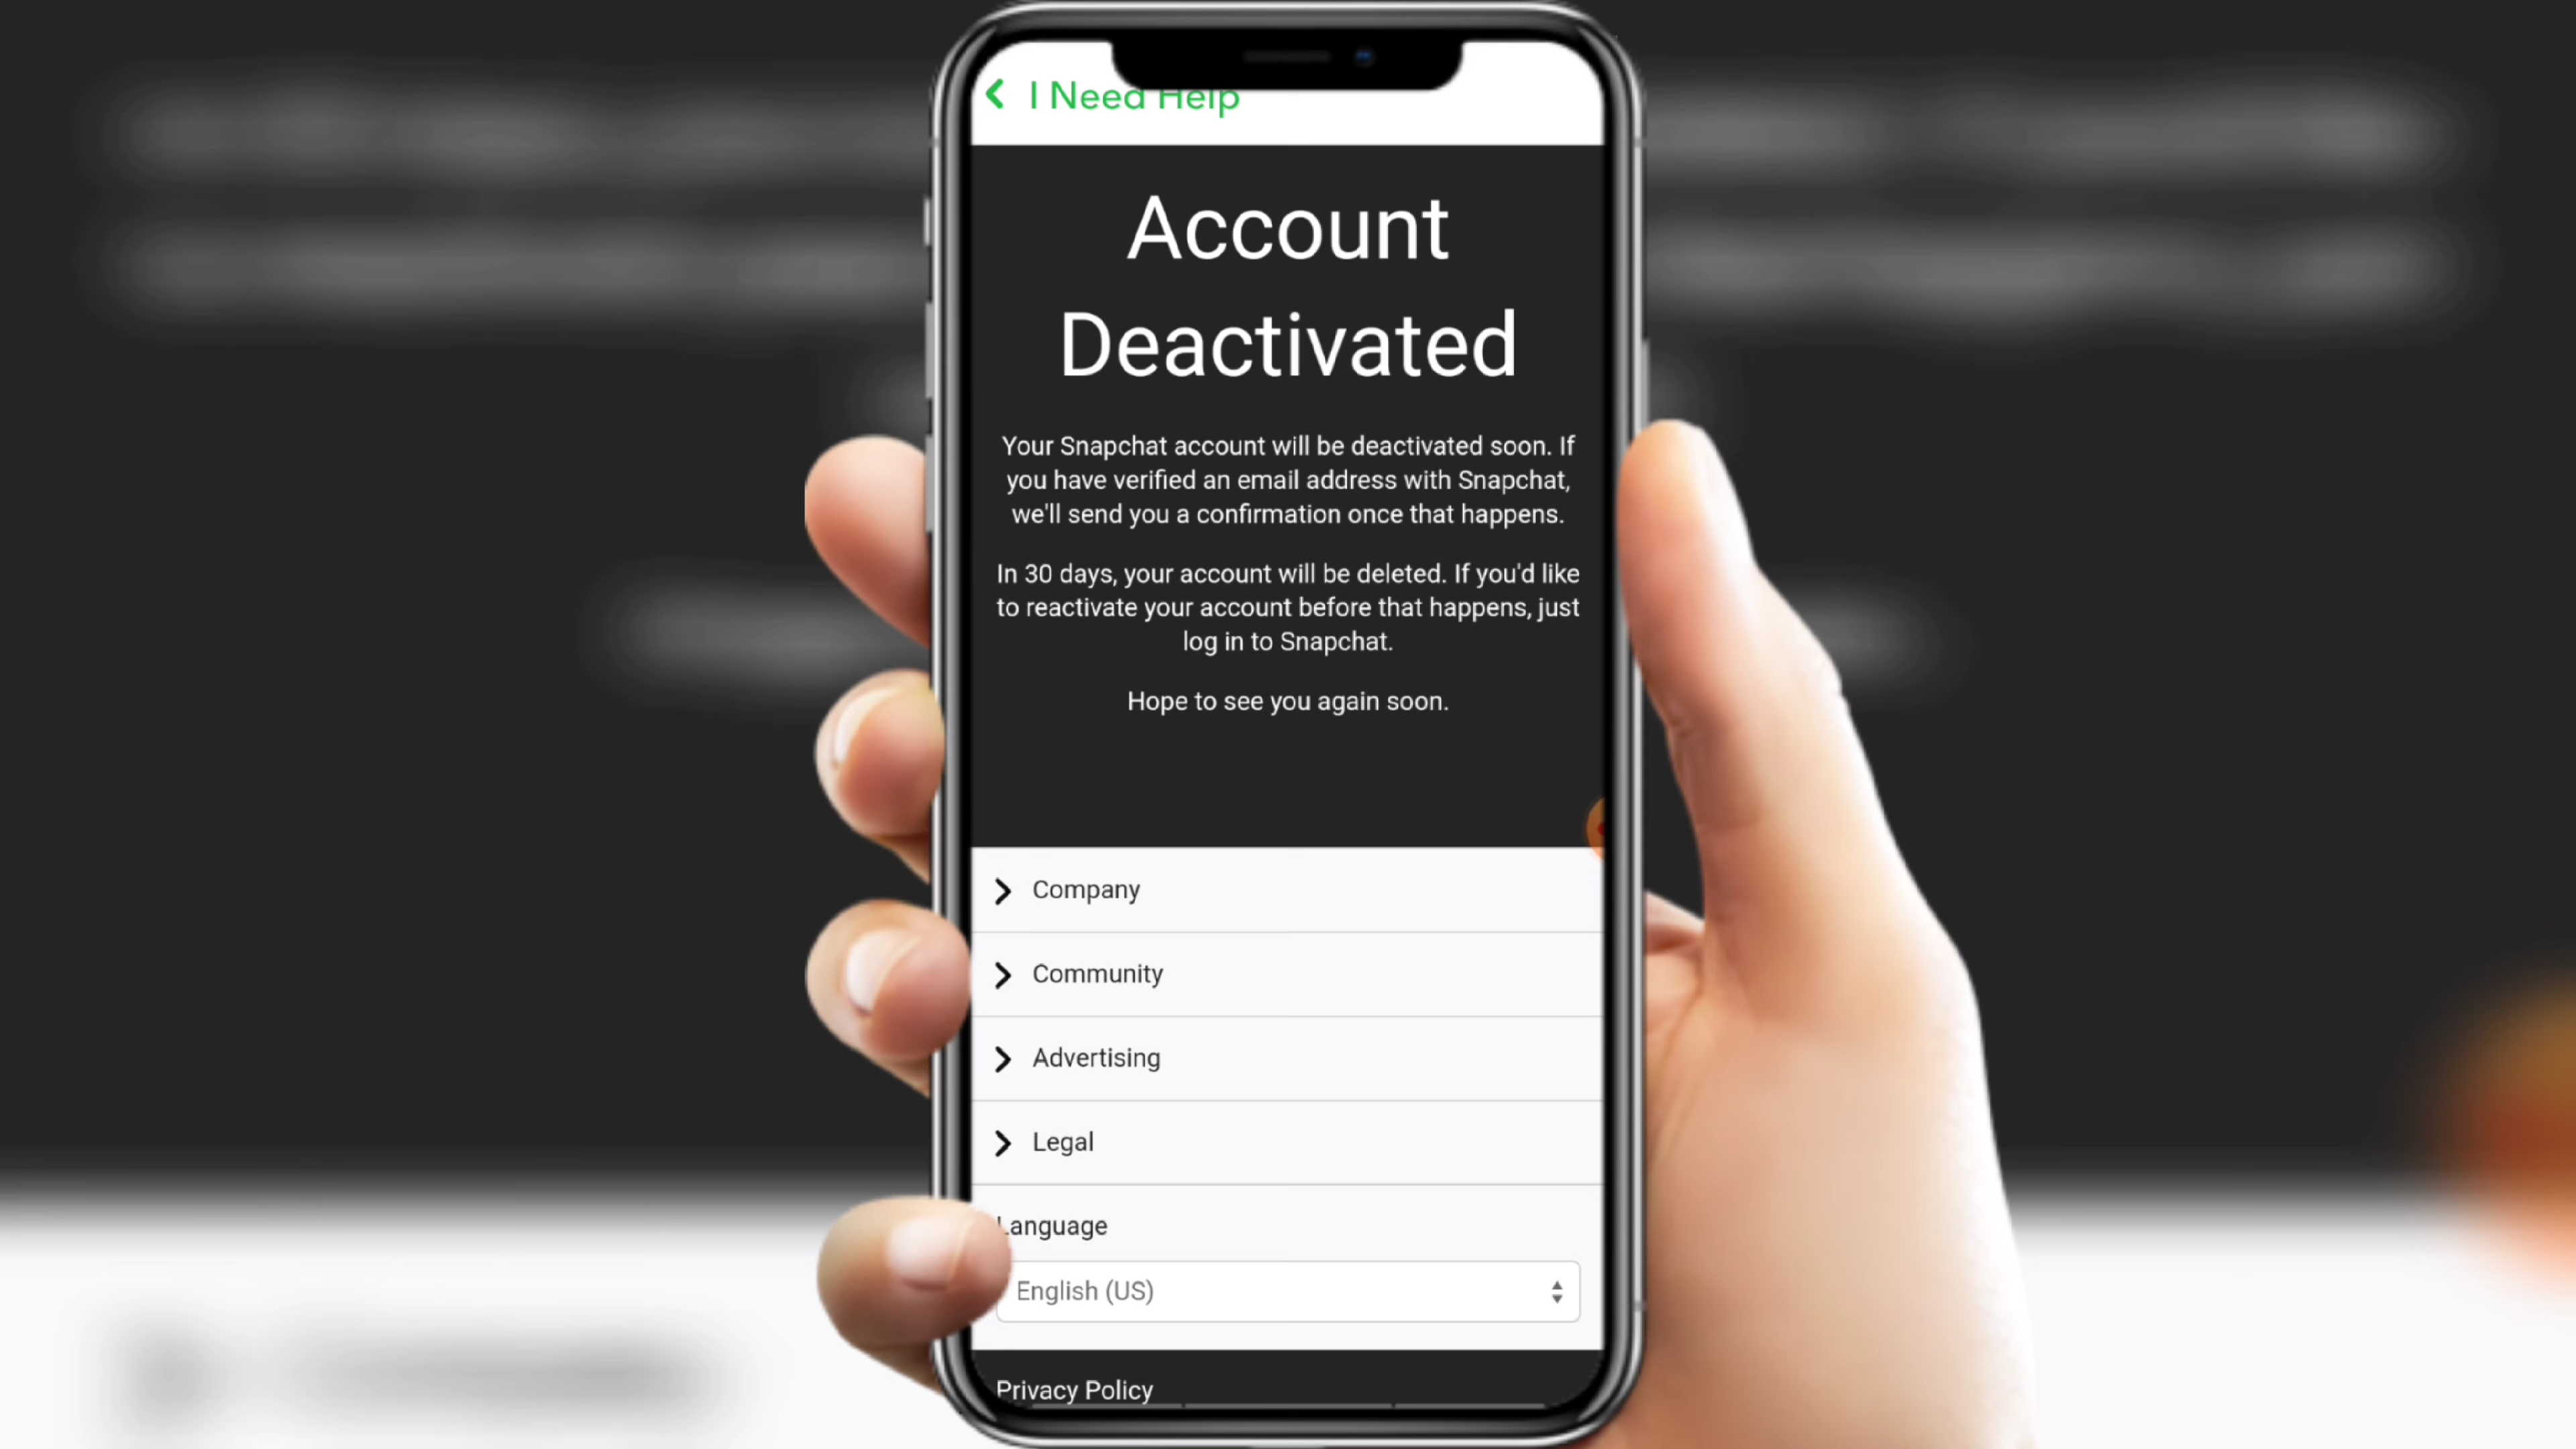 I Need Help
Account
Deactivated
Your Snapchat account will be deactivated soon. If
you have verified an email address with Snapchat,
we'll send you a confirmation once that happens.
In 30 days, your account will be deleted. If you'd like
to reactivate your account before that happens, just
log in to Snapchat.
Hope to see you again soon.
Company
Community
Advertising
Legal
Language
English (US)
Privacy Policy